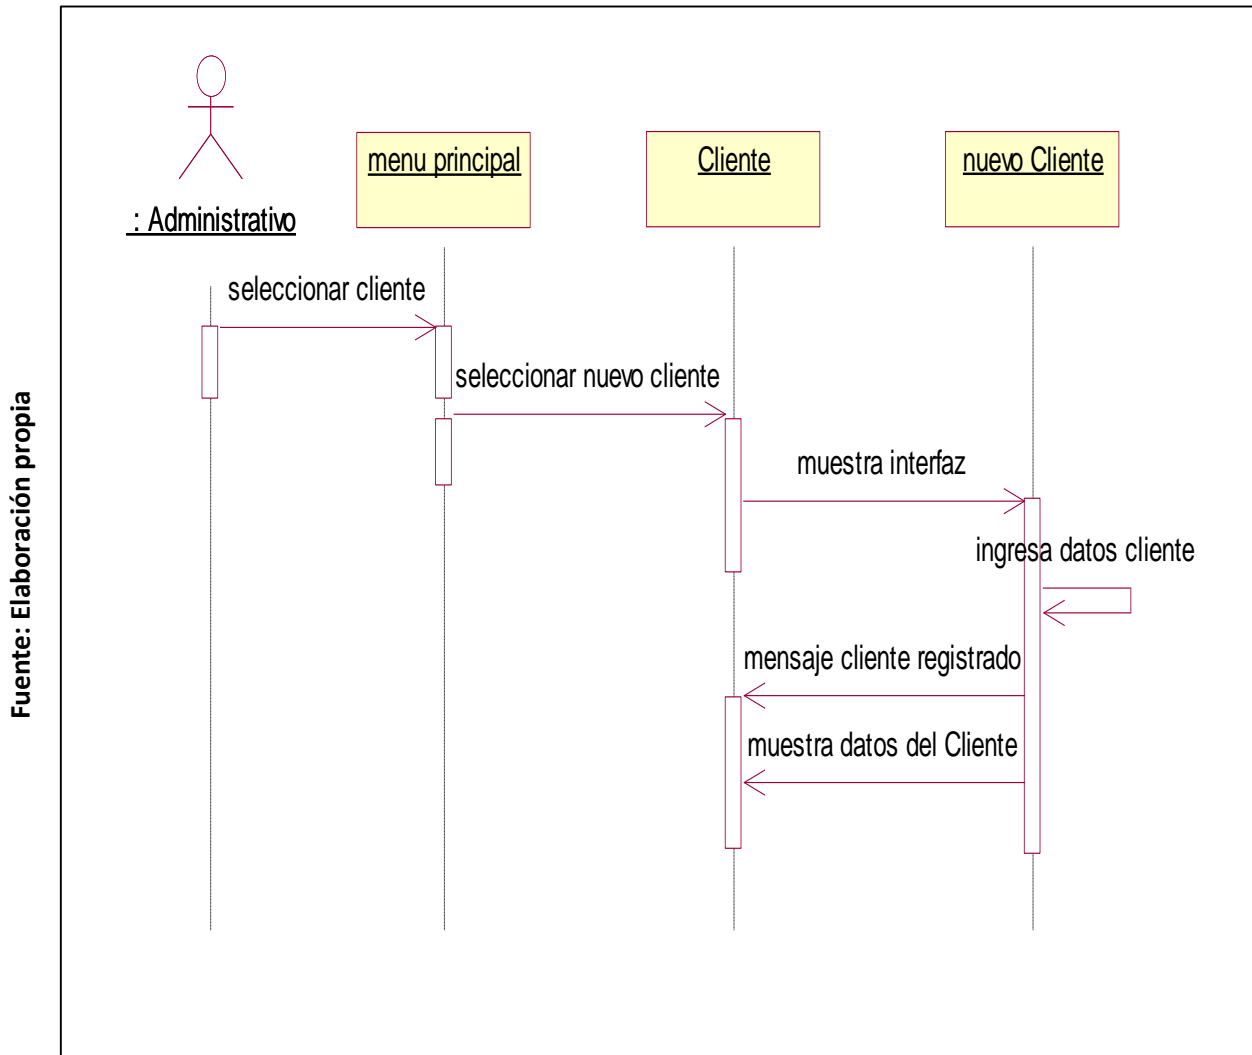 : Administrativo
menu principal
Cliente
nuevo Cliente
seleccionar cliente
seleccionar nuevo cliente
muestra interfaz
ingresa datos cliente
mensaje cliente registrado
muestra datos del Cliente
Fuente: Elaboración propia